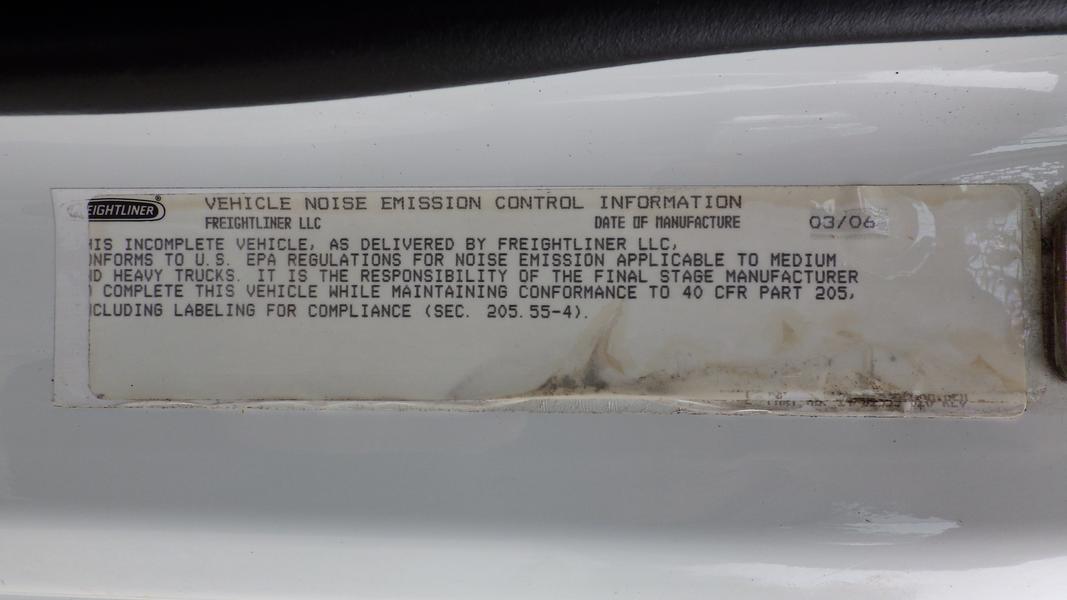 EIGHTLINER
VEHICLE NOISE EMISSION CONTROL INFORMATION
FREIGHTLINER LLC DATE OF MANUFACTURE 03/06
HIS INCOMPLETE VEHICLE, AS DELIVERED BY FREIGHTLINER LLC,
NFORMS TO U.S. EPA REGULATIONS FOR NOISE EMISSION APPLICABLE TO MEDIUM
D HEAVY TRUCKS. IT IS THE RESPONSIBILITY OF THE FINAL STAGE MANUFACTURER
COMPLETE THIS VEHICLE WHILE MAINTAINING CONFORMANCE TO 40 CFR PART 205,
CLUDING LABELING FOR COMPLIANCE (SEC. 205.55-4).